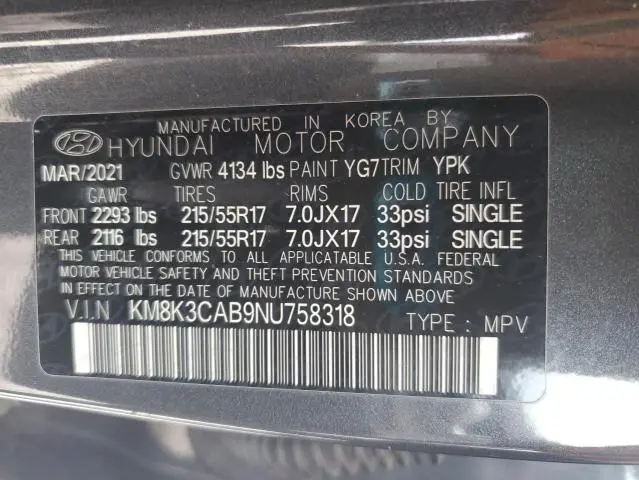 MANUFACTURED IN KOREA BY
HYUNDAI MOTOR COMPANY
MAR/2021 GVWR 4134 lbs PAINT YG7 TRIM YPK
GAWR TIRES RIMS COLD TIRE INFL
FRONT 2293 lbs 215/55R17 7.0JX17 33psi SINGLE
REAR 2116 lbs 215/55R17 7.0JX17 33psi SINGLE
THIS VEHICLE CONFORMS TO ALL APPLICATABLE U.S.A. FEDERAL
MOTOR VEHICLE SAFETY AND THEFT PREVENTION STANDARDS
IN EFFECT ON THE DATE OF MANUFACTURE SHOWN ABOVE
V.I.N KM8K3CAB9NU758318 TYPE : MPV